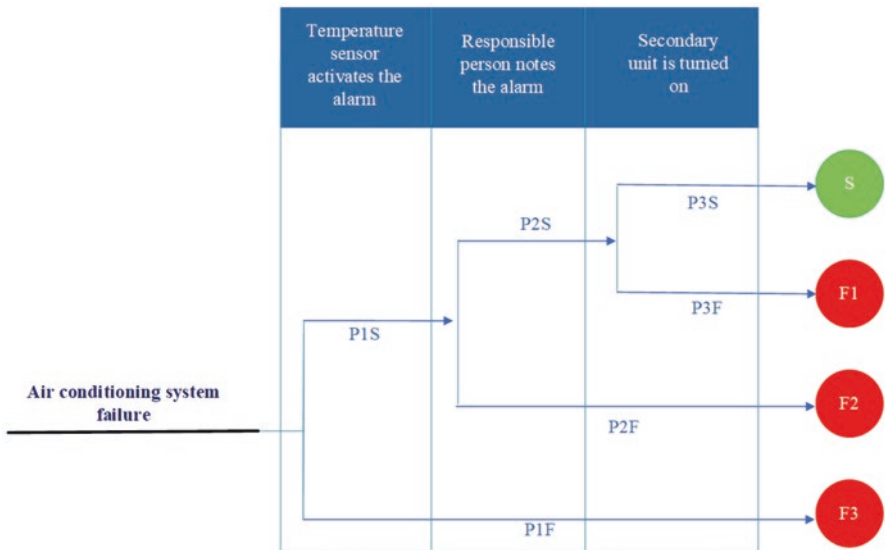 Temperature
sensor
activates the
alarm
Responsible
person notes
the alarm
Secondary
unit is turned
on
S
P3S
P2S
F1
P3F
P1S
Air conditioning system
failure
F2
P2F
F3
P1F